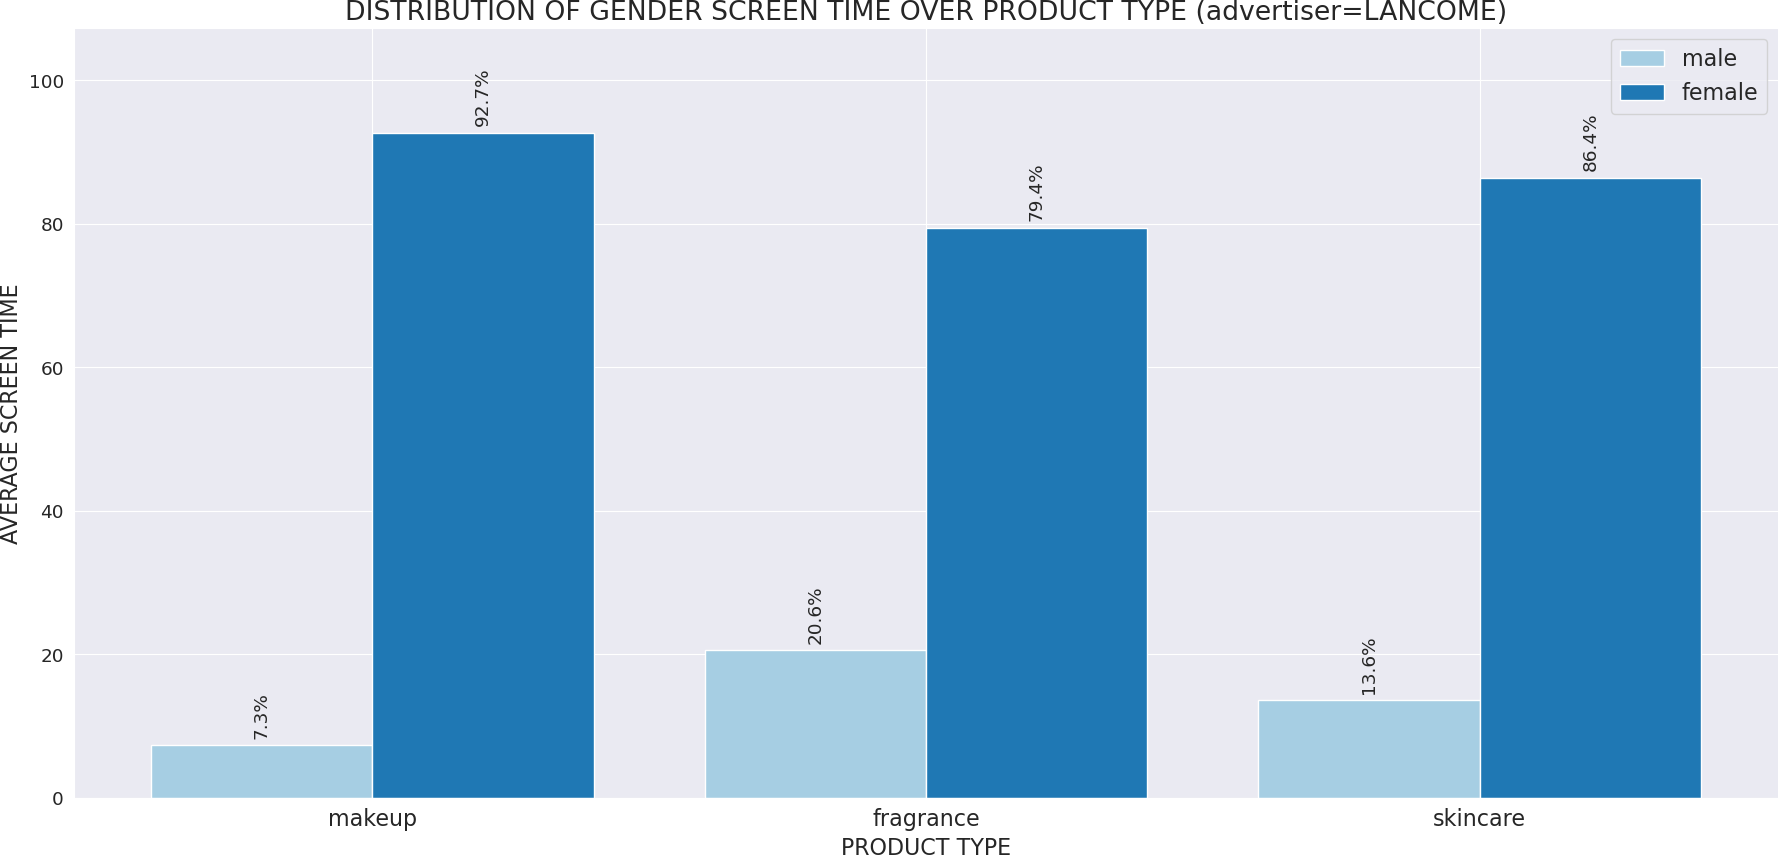 DISTRIBUTION OF GENDER SCREEN TIME OVER PRODUCT TYPE (advertiser=LANCOME)
male
female
AVERAGE SCREEN TIME
100
80
60
40
20
0
7.3%
92.7%
20.6%
79.4%
13.6%
86.4%
makeup
fragrance
skincare
PRODUCT TYPE